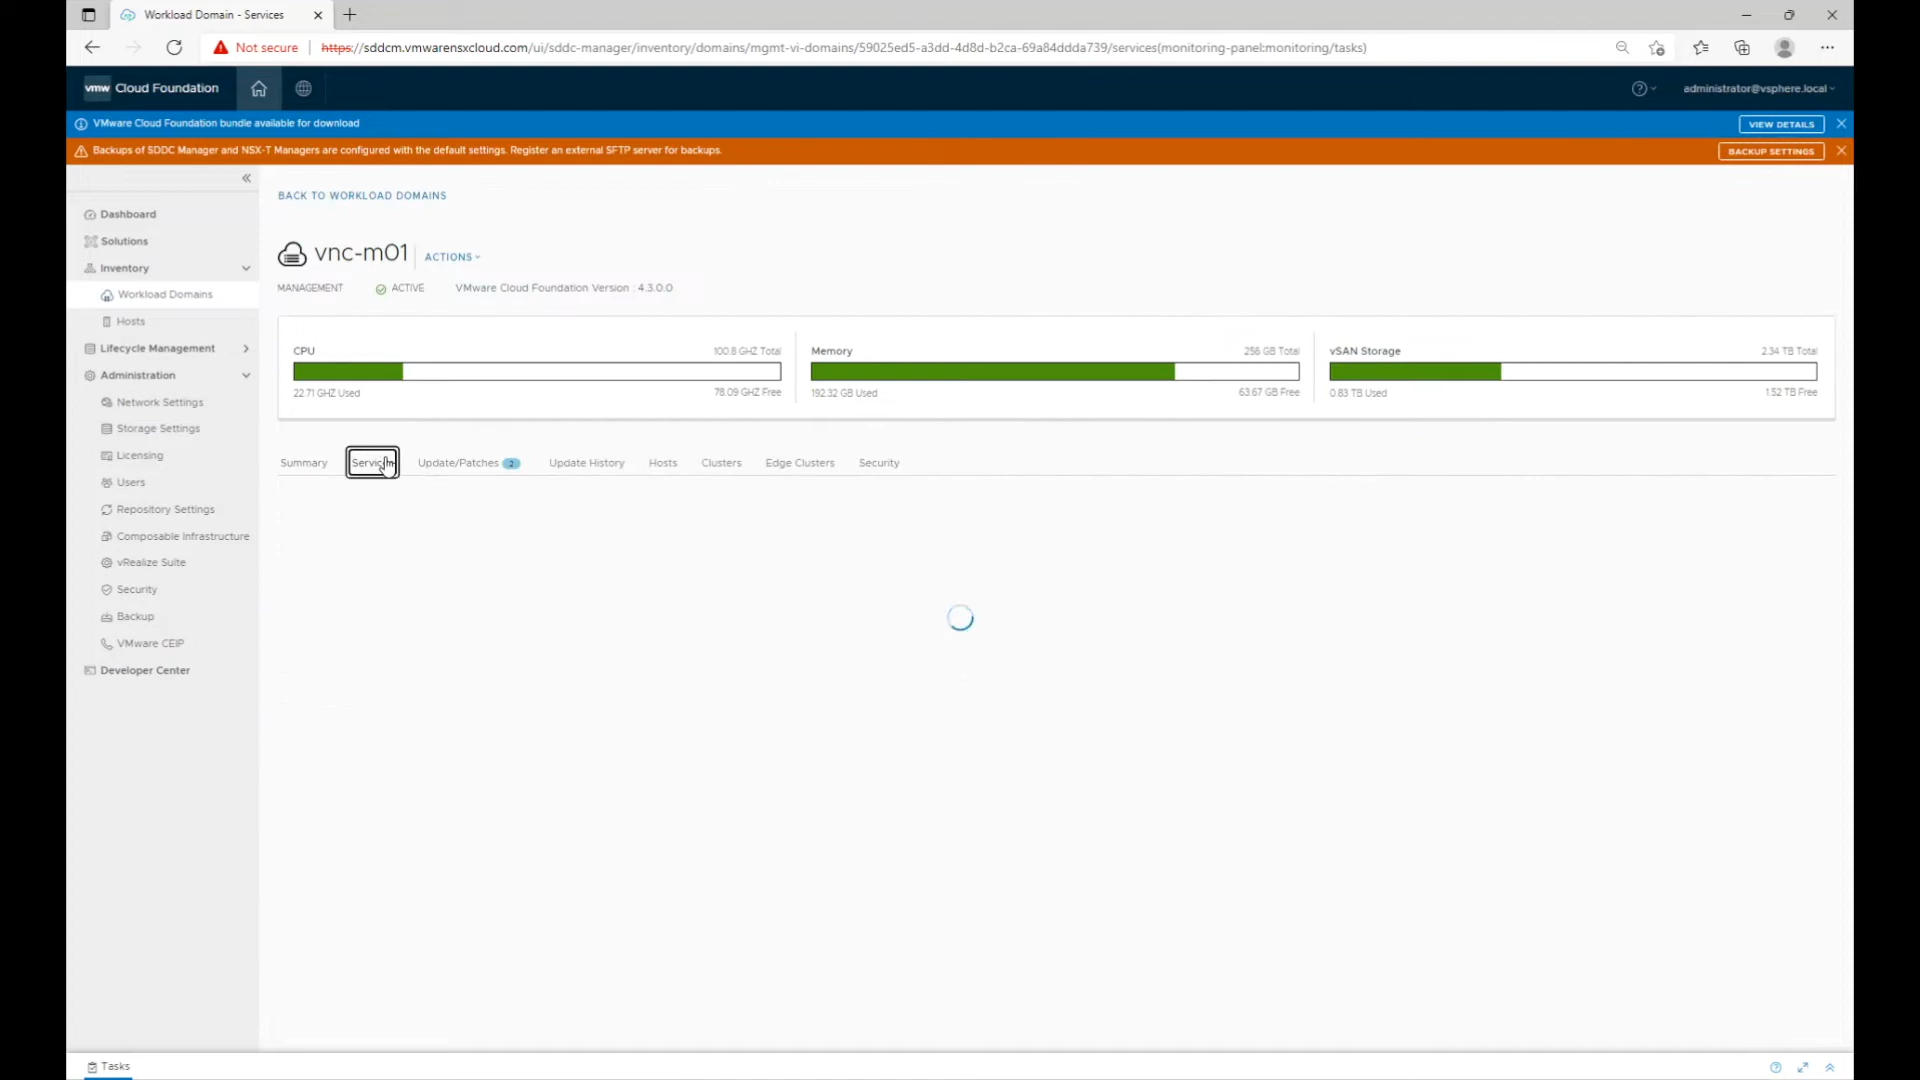 Workload Domain - Services
Not secure https://sddcm.vmwarensxcloud.com/ui/sddc-manager/inventory/domains/mgmt-vi-domains/59025ed5-a3dd-4d8d-b2ca-69a84ddda739/services(monitoring-panel:monitoring/tasks)
vmw Cloud Foundation administrator@vsphere.local
VMware Cloud Foundation bundle available for download VIEW DETAILS
Backups of SDDC Manager and NSX-T Managers are configured with the default settings. Register an external SFTP server for backups. BACKUP SETTINGS
Dashboard
Solutions
Inventory
Workload Domains
Hosts
Lifecycle Management
Administration
Network Settings
Storage Settings
Licensing
Users
Repository Settings
Composable Infrastructure
vRealize Suite
Security
Backup
VMware CEIP
Developer Center
BACK TO WORKLOAD DOMAINS
vnc-m01 ACTIONS
MANAGEMENT ACTIVE VMware Cloud Foundation Version : 4.3.0.0
CPU 100.8 GHZ Total
22.71 GHZ Used 78.09 GHZ Free
Memory 256 GB Total
192.32 GB Used 63.67 GB Free
vSAN Storage 2.34 TB Total
0.83 TB Used 1.52 TB Free
Summary Services Update/Patches 2 Update History Hosts Clusters Edge Clusters Security
Tasks